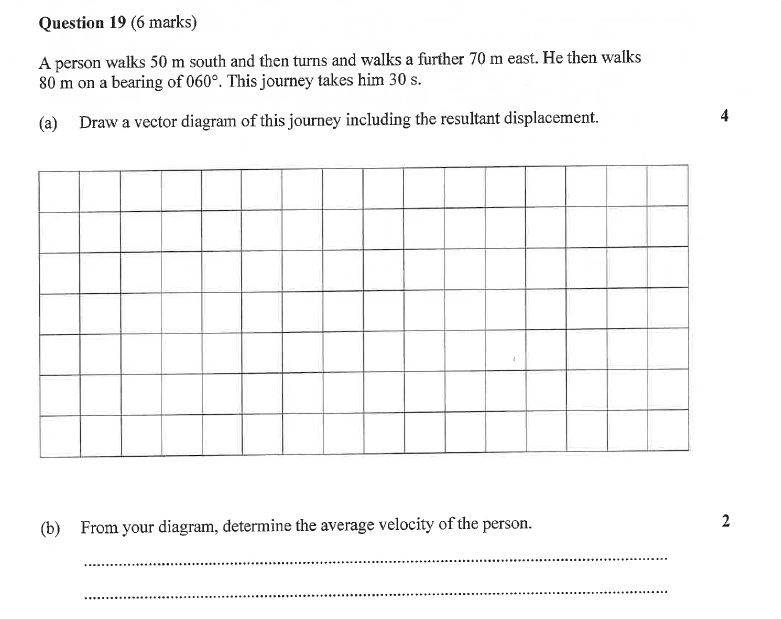 Question 19 (6 marks)
A person walks 50 m south and then turns and walks a further 70 m east. He then walks
80 m on a bearing of 060°. This journey takes him 30 s.
(a) Draw a vector diagram of this journey including the resultant displacement. 4
(b) From your diagram, determine the average velocity of the person. 2